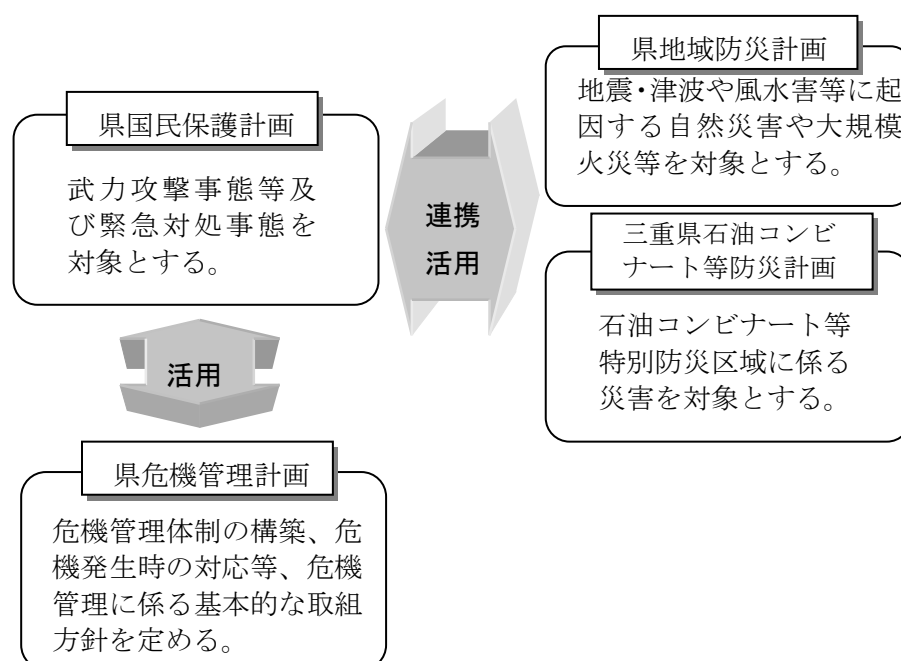 県国民保護計画
武力攻撃事態等及
び緊急対処事態を
対象とする。
連携
活用
県地域防災計画
地震・津波や風水害等に起
因する自然災害や大規模
火災等を対象とする。
三重県石油コンビ
ナート等防災計画
石油コンビナート等
特別防災区域に係る
災害を対象とする。
活用
県危機管理計画
危機管理体制の構築、危
機発生時の対応等、危機
管理に係る基本的な取組
方針を定める。